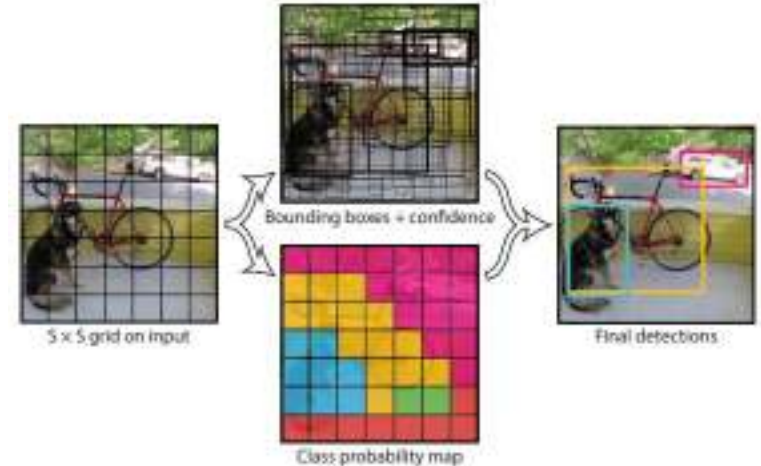 S × S grid on input
Bounding boxes + confidence
Class probability map
Final detections